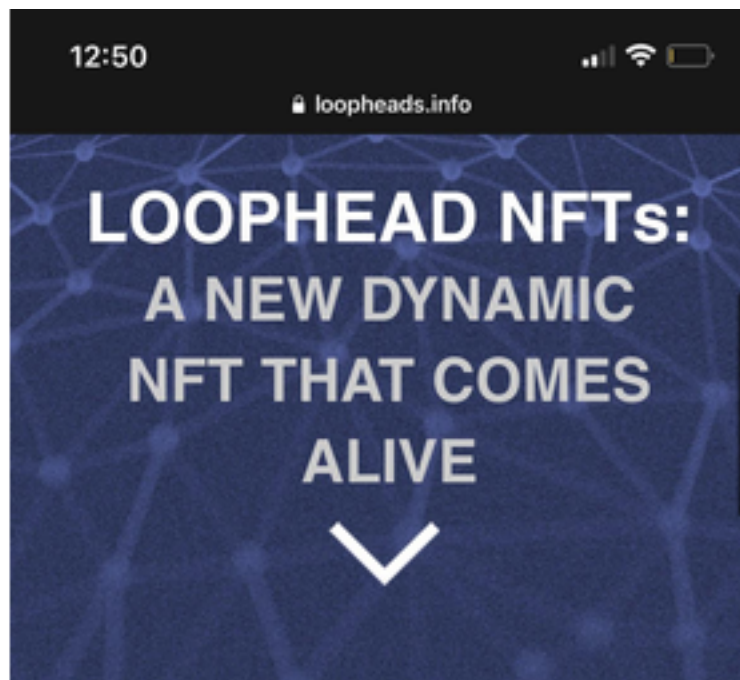 12:50
loopheads.info
LOOPHEAD NFTs:
A NEW DYNAMIC
NFT THAT COMES
ALIVE